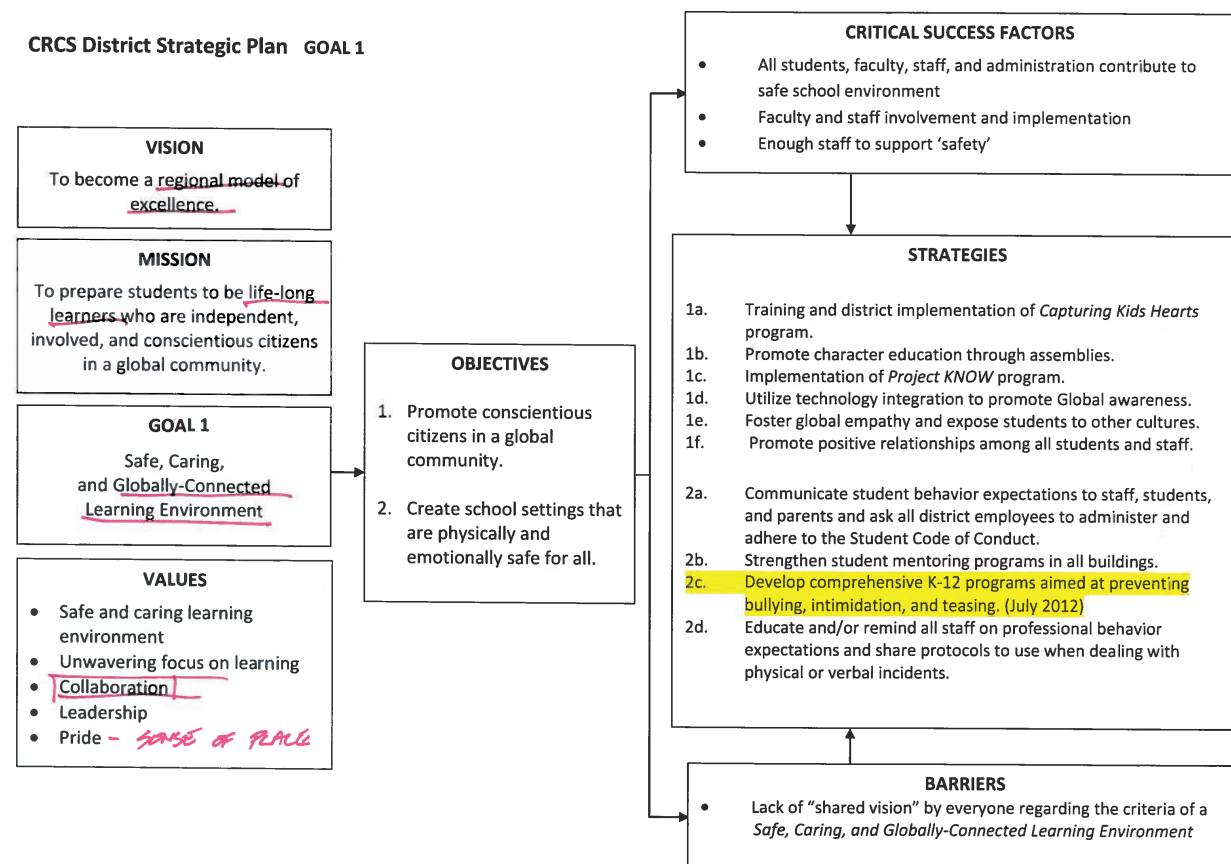 CRCS District Strategic Plan GOAL 1
VISION
To become a regional model of
excellence.
MISSION
To prepare students to be life-long
learners who are independent,
involved, and conscientious citizens
in a global community.
GOAL 1
Safe, Caring,
and Globally-Connected
Learning Environment
VALUES
• Safe and caring learning
environment
• Unwavering focus on learning
• Collaboration
• Leadership
• Pride – SENSE OF PLACE
OBJECTIVES
1. Promote conscientious
citizens in a global
community.
2. Create school settings that
are physically and
emotionally safe for all.
CRITICAL SUCCESS FACTORS
• All students, faculty, staff, and administration contribute to
safe school environment
• Faculty and staff involvement and implementation
• Enough staff to support ‘safety’
STRATEGIES
1a. Training and district implementation of Capturing Kids Hearts
program.
1b. Promote character education through assemblies.
1c. Implementation of Project KNOW program.
1d. Utilize technology integration to promote Global awareness.
1e. Foster global empathy and expose students to other cultures.
1f. Promote positive relationships among all students and staff.
2a. Communicate student behavior expectations to staff, students,
and parents and ask all district employees to administer and
adhere to the Student Code of Conduct.
2b. Strengthen student mentoring programs in all buildings.
2c. Develop comprehensive K-12 programs aimed at preventing
bullying, intimidation, and teasing. (July 2012)
2d. Educate and/or remind all staff on professional behavior
expectations and share protocols to use when dealing with
physical or verbal incidents.
BARRIERS
• Lack of “shared vision” by everyone regarding the criteria of a
Safe, Caring, and Globally-Connected Learning Environment